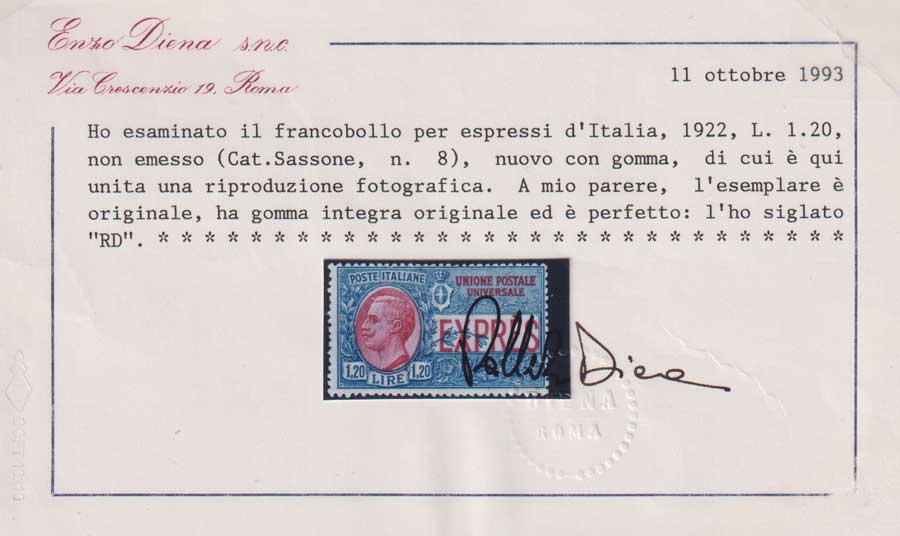 Enzo Diena s.n.c.
Via Crescenzio 19, Roma
11 ottobre 1993
Ho esaminato il francobollo per espressi d'Italia, 1922, L. 1.20,
non emesso (Cat.Sassone, n. 8), nuovo con gomma, di cui è qui
unita una riproduzione fotografica. A mio parere, l'esemplare è
originale, ha gomma integra originale ed è perfetto: l'ho siglato
"RD". * * * * * * * * * * * * * * * * * * * * * * * * * * * * * *
POSTE ITALIANE
UNIONE POSTALE
UNIVERSALE
EXPRÈS
1,20 LIRE 1,20
Diena